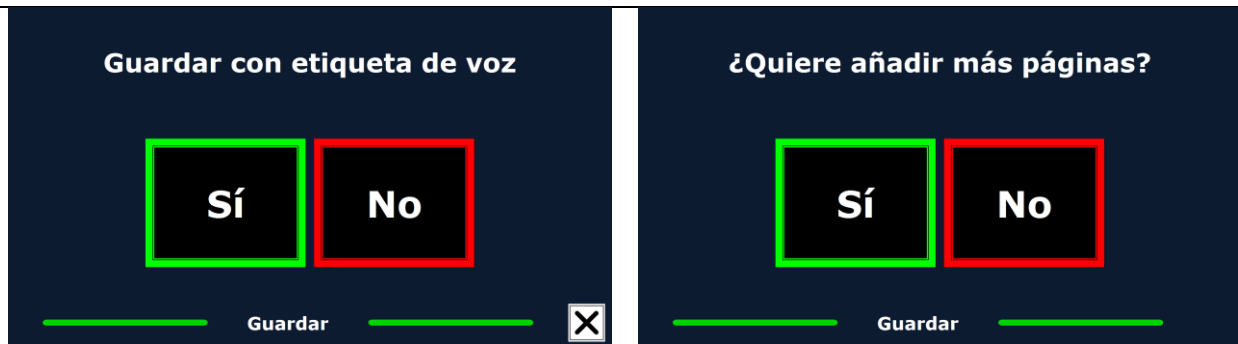 Guardar con etiqueta de voz
Sí
No
Guardar
¿Quiere añadir más páginas?
Sí
No
Guardar